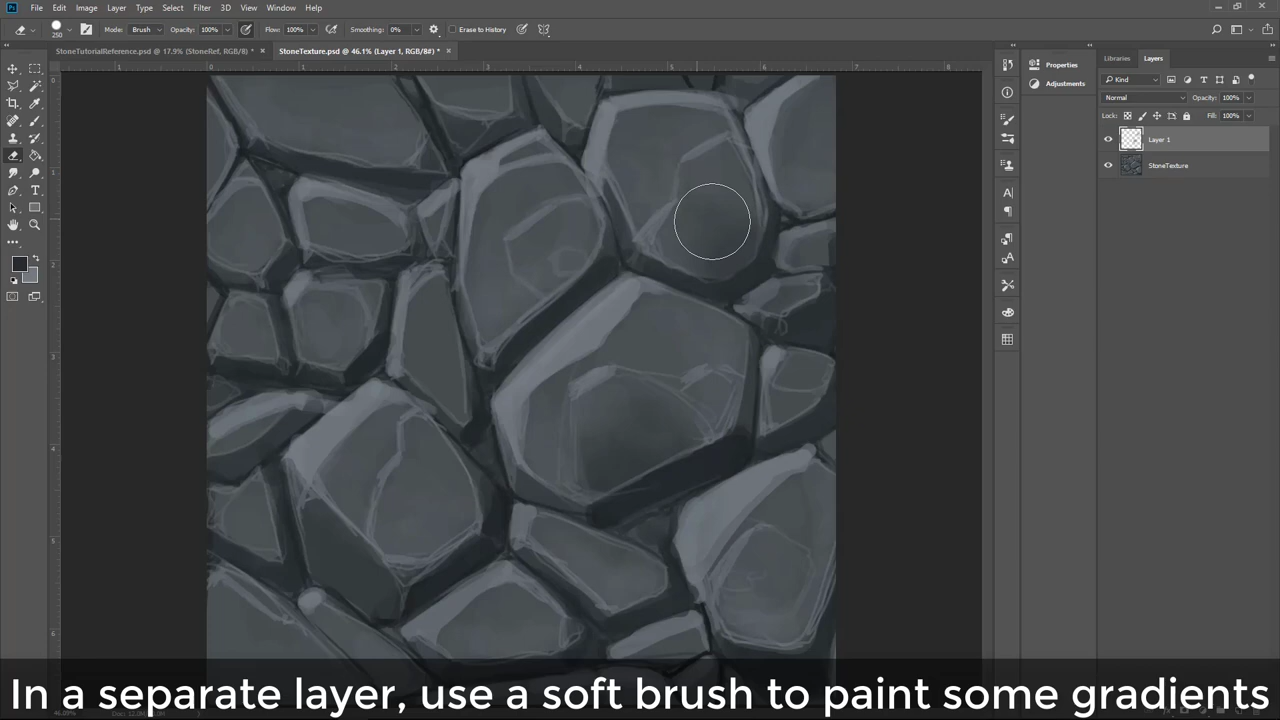 File Edit Image Layer Type Select Filter 3D View Window Help
250 Mode: Brush Opacity: 100% Flow: 100% Smoothing: 0% Erase to History
StoneTutorialReference.psd @ 17.9% (StoneRef, RGB/8) * StoneTexture.psd @ 46.1% (Layer 1, RGB/8#) *
Properties
Adjustments
Libraries Layers
Kind
Normal Opacity: 100%
Lock: Fill: 100%
Layer 1
StoneTexture
In a separate layer, use a soft brush to paint some gradients